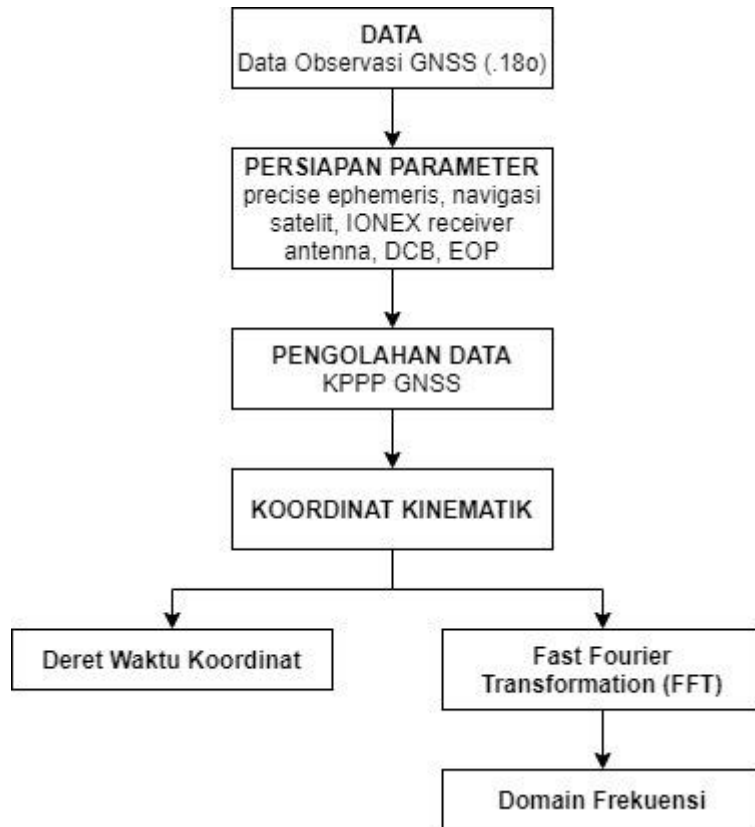 DATA
Data Observasi GNSS (.18o)
PERSIAPAN PARAMETER
precise ephemeris, navigasi
satelit, IONEX receiver
antenna, DCB, EOP
PENGOLAHAN DATA
KPPP GNSS
KOORDINAT KINEMATIK
Deret Waktu Koordinat
Fast Fourier
Transformation (FFT)
Domain Frekuensi